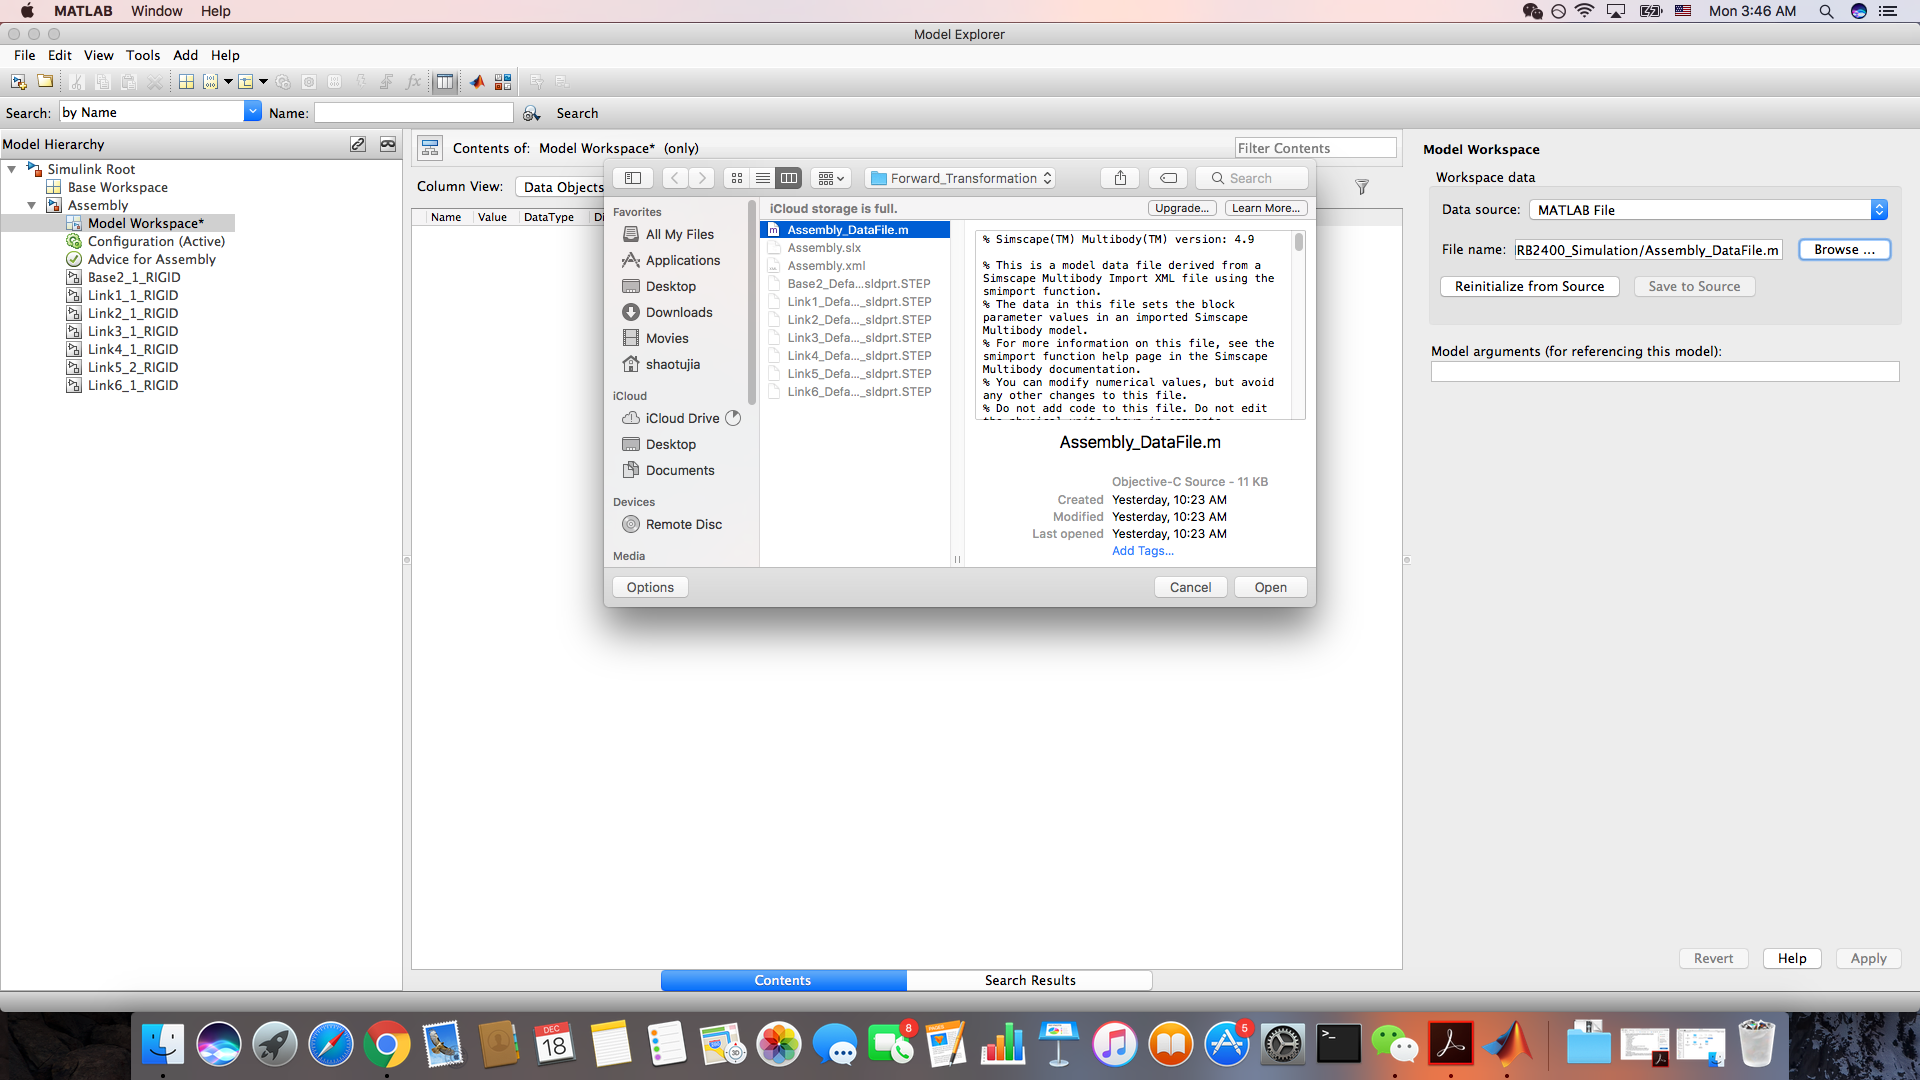 MATLAB Window Help
Mon 3:46 AM
Model Explorer
File Edit View Tools Add Help
Search: by Name Name: Search
Model Hierarchy
Simulink Root
Base Workspace
Assembly
Model Workspace*
Configuration (Active)
Advice for Assembly
Base2_1_RIGID
Link1_1_RIGID
Link2_1_RIGID
Link3_1_RIGID
Link4_1_RIGID
Link5_2_RIGID
Link6_1_RIGID
Contents of: Model Workspace* (only)
Filter Contents
Column View: Data Objects
Name Value DataType
Forward_Transformation
Search
Favorites
All My Files
Applications
Desktop
Downloads
Movies
shaotujia
iCloud
iCloud Drive
Desktop
Documents
Devices
Remote Disc
Media
iCloud storage is full.
Upgrade... Learn More...
Assembly_DataFile.m
Assembly.slx
Assembly.xml
Base2_Defa..._sldprt.STEP
Link1_Defa..._sldprt.STEP
Link2_Defa..._sldprt.STEP
Link3_Defa..._sldprt.STEP
Link4_Defa..._sldprt.STEP
Link5_Defa..._sldprt.STEP
Link6_Defa..._sldprt.STEP
% Simscape(TM) Multibody(TM) version: 4.9
% This is a model data file derived from a
Simscape Multibody Import XML file using the
smimport function.
% The data in this file sets the block
parameter values in an imported Simscape
Multibody model.
% For more information on this file, see the
smimport function help page in the Simscape
Multibody documentation.
% You can modify numerical values, but avoid
any other changes to this file.
% Do not add code to this file. Do not edit
Assembly_DataFile.m
Objective-C Source - 11 KB
Created Yesterday, 10:23 AM
Modified Yesterday, 10:23 AM
Last opened Yesterday, 10:23 AM
Add Tags...
Options
Cancel
Open
Model Workspace
Workspace data
Data source: MATLAB File
File name: RB2400_Simulation/Assembly_DataFile.m Browse ...
Reinitialize from Source Save to Source
Model arguments (for referencing this model):
Revert Help Apply
Contents Search Results
DEC
18
8
PAGES
5